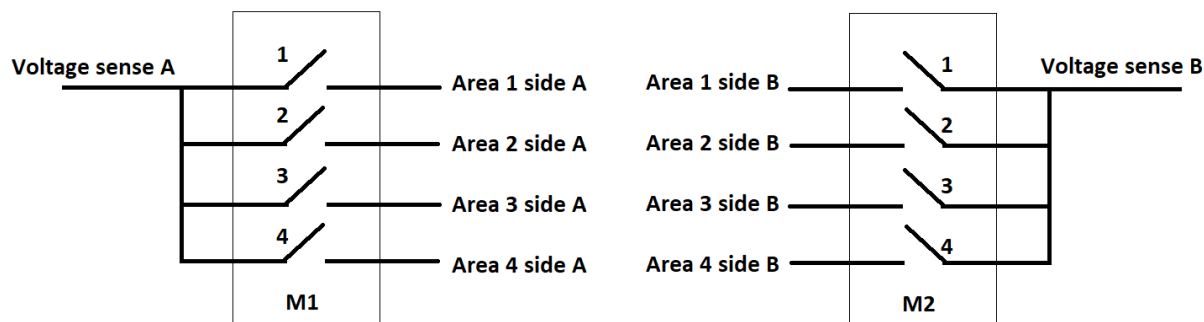 Voltage sense A
1
Area 1 side A
2
Area 2 side A
3
Area 3 side A
4
Area 4 side A
M1
Area 1 side B
1
Voltage sense B
Area 2 side B
2
Area 3 side B
3
Area 4 side B
4
M2